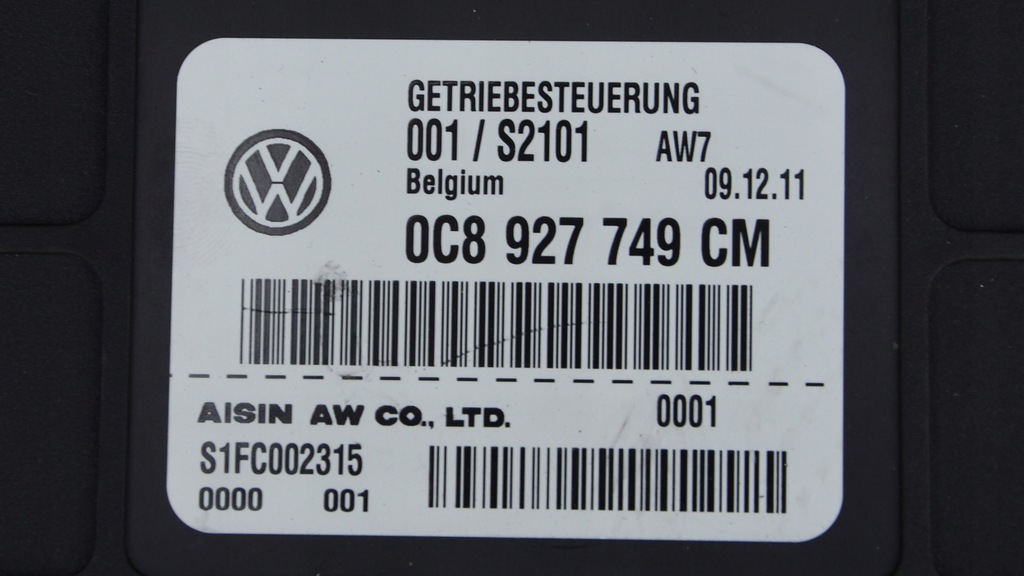 GETRIEBESTEUERUNG
001 / S2101 AW7
Belgium 09.12.11
0C8 927 749 CM
AISIN AW CO., LTD. 0001
S1FC002315
0000 001